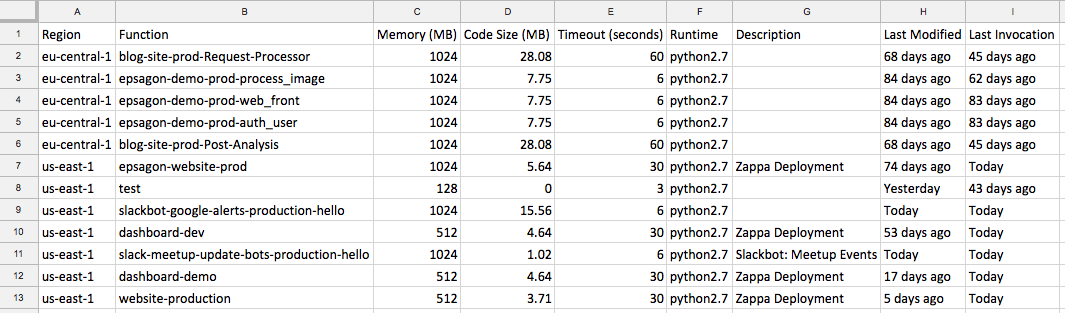 A B C D E F G H I
1 Region Function Memory (MB) Code Size (MB) Timeout (seconds) Runtime Description Last Modified Last Invocation
2 eu-central-1 blog-site-prod-Request-Processor 1024 28.08 60 python2.7 68 days ago 45 days ago
3 eu-central-1 epsagon-demo-prod-process_image 1024 7.75 6 python2.7 84 days ago 62 days ago
4 eu-central-1 epsagon-demo-prod-web_front 1024 7.75 6 python2.7 84 days ago 83 days ago
5 eu-central-1 epsagon-demo-prod-auth_user 1024 7.75 6 python2.7 84 days ago 83 days ago
6 eu-central-1 blog-site-prod-Post-Analysis 1024 28.08 60 python2.7 68 days ago 45 days ago
7 us-east-1 epsagon-website-prod 1024 5.64 30 python2.7 Zappa Deployment 74 days ago Today
8 us-east-1 test 128 0 3 python2.7 Yesterday 43 days ago
9 us-east-1 slackbot-google-alerts-production-hello 1024 15.56 6 python2.7 Today Today
10 us-east-1 dashboard-dev 512 4.64 30 python2.7 Zappa Deployment 53 days ago Today
11 us-east-1 slack-meetup-update-bots-production-hello 1024 1.02 6 python2.7 Slackbot: Meetup Events Today Today
12 us-east-1 dashboard-demo 512 4.64 30 python2.7 Zappa Deployment 17 days ago Today
13 us-east-1 website-production 512 3.71 30 python2.7 Zappa Deployment 5 days ago Today